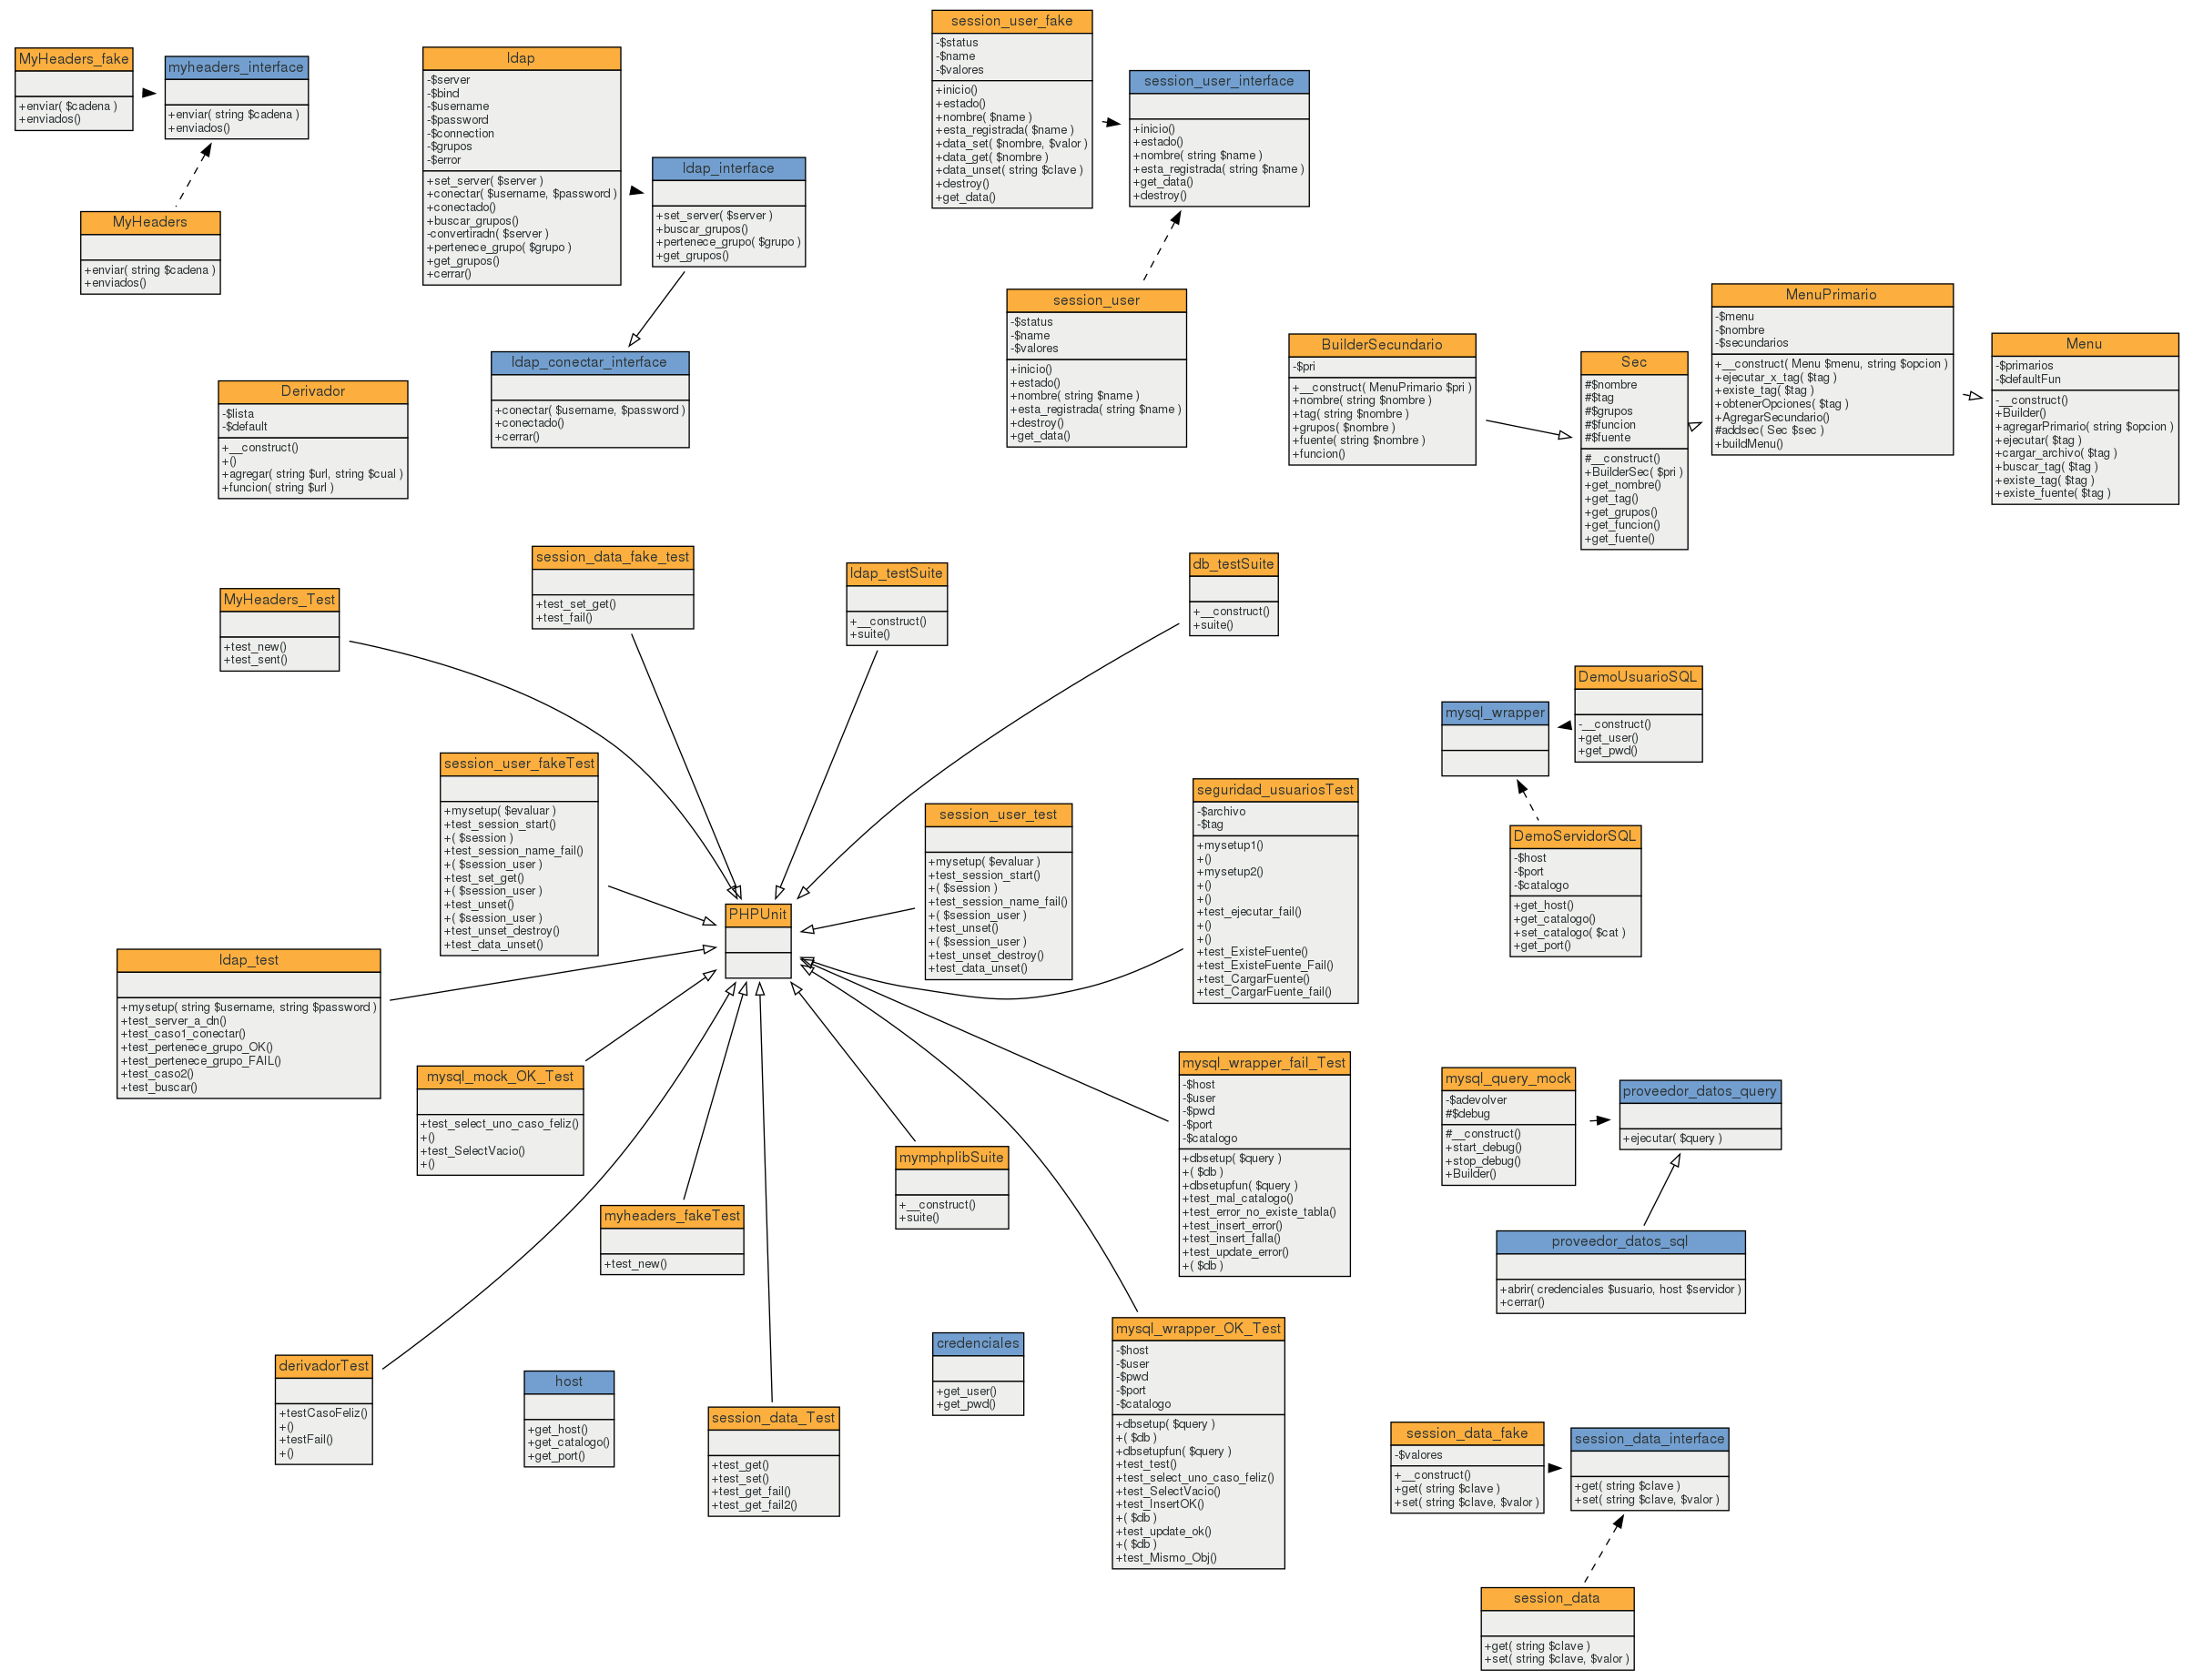 MyHeaders_fake
+enviar( $cadena )
+enviados()
myheaders_interface
+enviar( string $cadena )
+enviados()
MyHeaders
+enviar( string $cadena )
+enviados()
ldap
-$server
-$bind
-$username
-$password
-$connection
-$grupos
-$error
+set_server( $server )
+conectar( $username, $password )
+conectado()
+buscar_grupos()
-convertiradn( $server )
+pertenece_grupo( $grupo )
+get_grupos()
+cerrar()
ldap_interface
+set_server( $server )
+buscar_grupos()
+pertenece_grupo( $grupo )
+get_grupos()
ldap_conectar_interface
+conectar( $username, $password )
+conectado()
+cerrar()
session_user_fake
-$status
-$name
-$valores
+inicio()
+estado()
+nombre( $name )
+esta_registrada( $name )
+data_set( $nombre, $valor )
+data_get( $nombre )
+data_unset( string $clave )
+destroy()
+get_data()
session_user_interface
+inicio()
+estado()
+nombre( string $name )
+esta_registrada( string $name )
+get_data()
+destroy()
session_user
-$status
-$name
-$valores
+inicio()
+estado()
+nombre( string $name )
+esta_registrada( string $name )
+destroy()
+get_data()
Derivador
-$lista
-$default
+__construct()
+()
+agregar( string $url, string $cual )
+funcion( string $url )
BuilderSecundario
-$pri
+__construct( MenuPrimario $pri )
+nombre( string $nombre )
+tag( string $nombre )
+grupos( $nombre )
+fuente( string $nombre )
+funcion()
Sec
#$nombre
#$tag
#$grupos
#$funcion
#$fuente
#__construct()
+BuilderSec( $pri )
+get_nombre()
+get_tag()
+get_grupos()
+get_funcion()
+get_fuente()
MenuPrimario
-$menu
-$nombre
-$secundarios
+__construct( Menu $menu, string $opcion )
+ejecutar_x_tag( $tag )
+existe_tag( $tag )
+obtenerOpciones( $tag )
+AgregarSecundario()
#addsec( Sec $sec )
+buildMenu()
Menu
-$primarios
-$defaultFun
-__construct()
+Builder()
+agregarPrimario( string $opcion )
+ejecutar( $tag )
+cargar_archivo( $tag )
+buscar_tag( $tag )
+existe_tag( $tag )
+existe_fuente( $tag )
MyHeaders_Test
+test_new()
+test_sent()
session_data_fake_test
+test_set_get()
+test_fail()
ldap_testSuite
+__construct()
+suite()
db_testSuite
+__construct()
+suite()
mysql_wrapper
DemoUsuarioSQL
-__construct()
+get_user()
+get_pwd()
DemoServidorSQL
-$host
-$port
-$catalogo
+get_host()
+get_catalogo()
+set_catalogo( $cat )
+get_port()
session_user_fakeTest
+mysetup( $evaluar )
+test_session_start()
+( $session )
+test_session_name_fail()
+( $session_user )
+test_set_get()
+( $session_user )
+test_unset()
+( $session_user )
+test_unset_destroy()
+test_data_unset()
PHPUnit
session_user_test
+mysetup( $evaluar )
+test_session_start()
+( $session )
+test_session_name_fail()
+( $session_user )
+test_unset()
+( $session_user )
+test_unset_destroy()
+test_data_unset()
seguridad_usuariosTest
-$archivo
-$tag
+mysetup1()
+()
+mysetup2()
+()
+()
+test_ejecutar_fail()
+()
+()
+test_ExisteFuente()
+test_ExisteFuente_Fail()
+test_CargarFuente()
+test_CargarFuente_fail()
ldap_test
+mysetup( string $username, string $password )
+test_server_a_dn()
+test_caso1_conectar()
+test_pertenece_grupo_OK()
+test_pertenece_grupo_FAIL()
+test_caso2()
+test_buscar()
mysql_mock_OK_Test
+test_select_uno_caso_feliz()
+()
+test_SelectVacio()
+()
myheaders_fakeTest
+test_new()
mymphplibSuite
+__construct()
+suite()
mysql_wrapper_fail_Test
-$host
-$user
-$pwd
-$port
-$catalogo
+dbsetup( $query )
+( $db )
+dbsetupfun( $query )
+test_mal_catalogo()
+test_error_no_existe_tabla()
+test_insert_error()
+test_insert_falla()
+test_update_error()
+( $db )
mysql_query_mock
-$adevolver
#$debug
#__construct()
+start_debug()
+stop_debug()
+Builder()
proveedor_datos_query
+ejecutar( $query )
proveedor_datos_sql
+abrir( credenciales $usuario, host $servidor )
+cerrar()
derivadorTest
+testCasoFeliz()
+()
+testFail()
+()
host
+get_host()
+get_catalogo()
+get_port()
session_data_Test
+test_get()
+test_set()
+test_get_fail()
+test_get_fail2()
credenciales
+get_user()
+get_pwd()
mysql_wrapper_OK_Test
-$host
-$user
-$pwd
-$port
-$catalogo
+dbsetup( $query )
+( $db )
+dbsetupfun( $query )
+test_test()
+test_select_uno_caso_feliz()
+test_SelectVacio()
+test_InsertOK()
+( $db )
+test_update_ok()
+( $db )
+test_Mismo_Obj()
session_data_fake
-$valores
+__construct()
+get( string $clave )
+set( string $clave, $valor )
session_data_interface
+get( string $clave )
+set( string $clave, $valor )
session_data
+get( string $clave )
+set( string $clave, $valor )